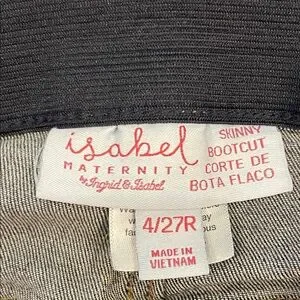 isabel
MATERNITY
by Ingrid & Isabel
SKINNY
BOOTCUT
CORTE DE
BOTA FLACO
4/27R
MADE IN
VIETNAM